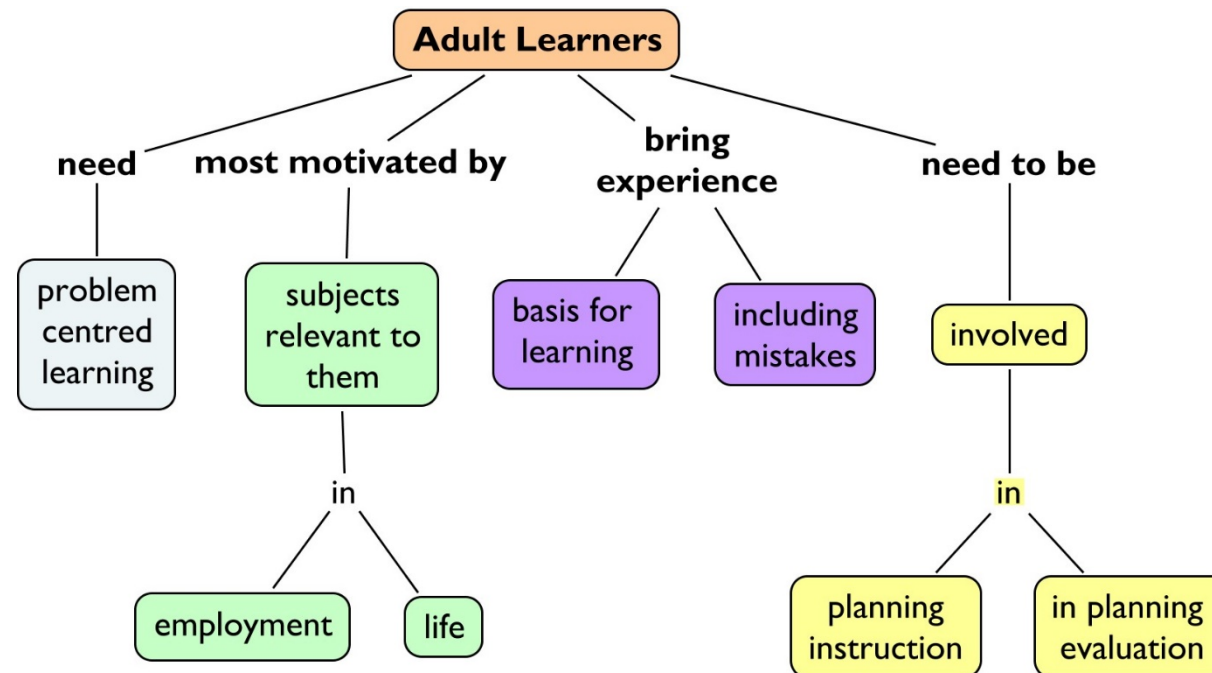 Adult Learners
need
most motivated by
bring
experience
need to be
problem
centred
learning
subjects
relevant to
them
basis for
learning
including
mistakes
involved
in
in
employment
life
planning
instruction
in planning
evaluation